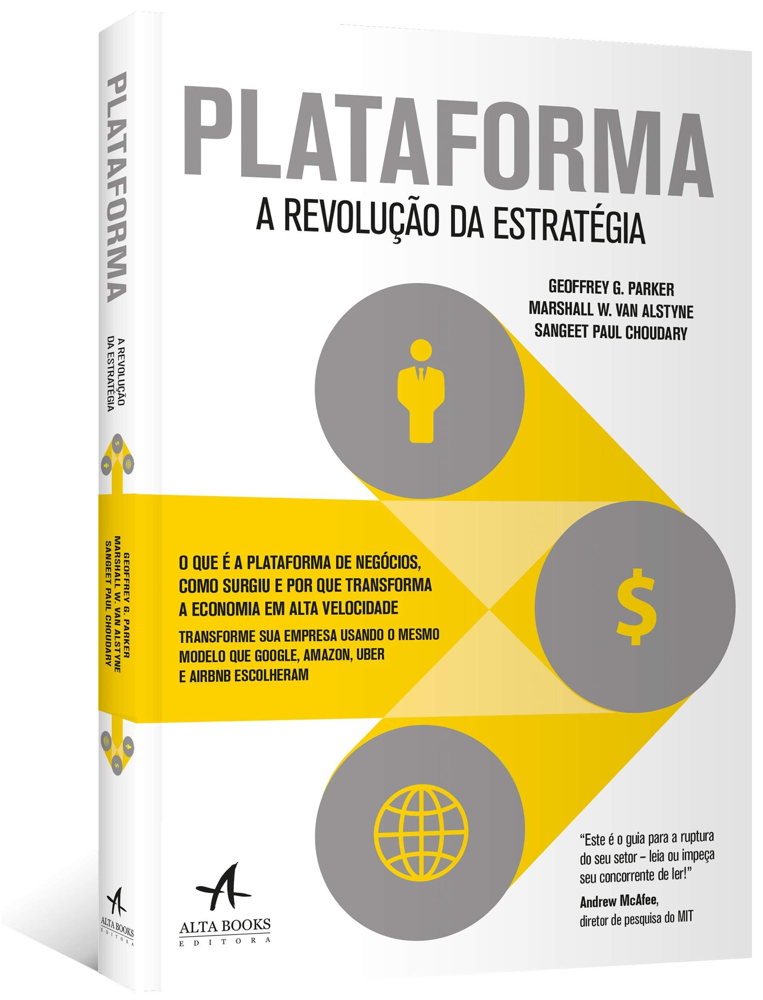 PLATAFORMA
A REVOLUÇÃO DA ESTRATÉGIA
GEOFFREY G. PARKER
MARSHALL W. VAN ALSTYNE
SANGEET PAUL CHOUDARY
$
O QUE É A PLATAFORMA DE NEGÓCIOS,
COMO SURGIU E POR QUE TRANSFORMA
A ECONOMIA EM ALTA VELOCIDADE
TRANSFORME SUA EMPRESA USANDO O MESMO
MODELO QUE GOOGLE, AMAZON, UBER
E AIRBNB ESCOLHERAM
“Este é o guia para a ruptura
do seu setor – leia ou impeça
seu concorrente de ler!”
Andrew McAfee,
diretor de pesquisa do MIT
ALTA BOOKS
EDITORA
PLATAFORMA
A REVOLUÇÃO
DA ESTRATÉGIA
$
GEOFFREY G. PARKER
MARSHALL W. VAN ALSTYNE
SANGEET PAUL CHOUDARY
$
ALTA BOOKS
EDITORA